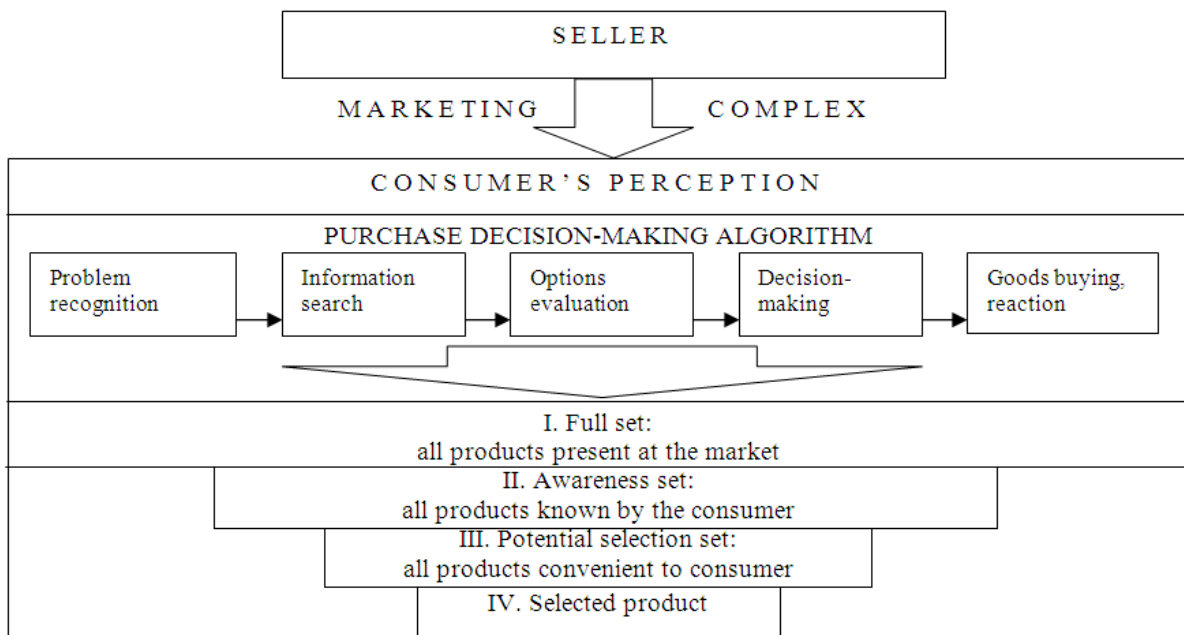 SELLER
MARKETING COMPLEX
CONSUMER’S PERCEPTION
PURCHASE DECISION-MAKING ALGORITHM
Problem
recognition
Information
search
Options
evaluation
Decision-
making
Goods buying,
reaction
I. Full set:
all products present at the market
II. Awareness set:
all products known by the consumer
III. Potential selection set:
all products convenient to consumer
IV. Selected product